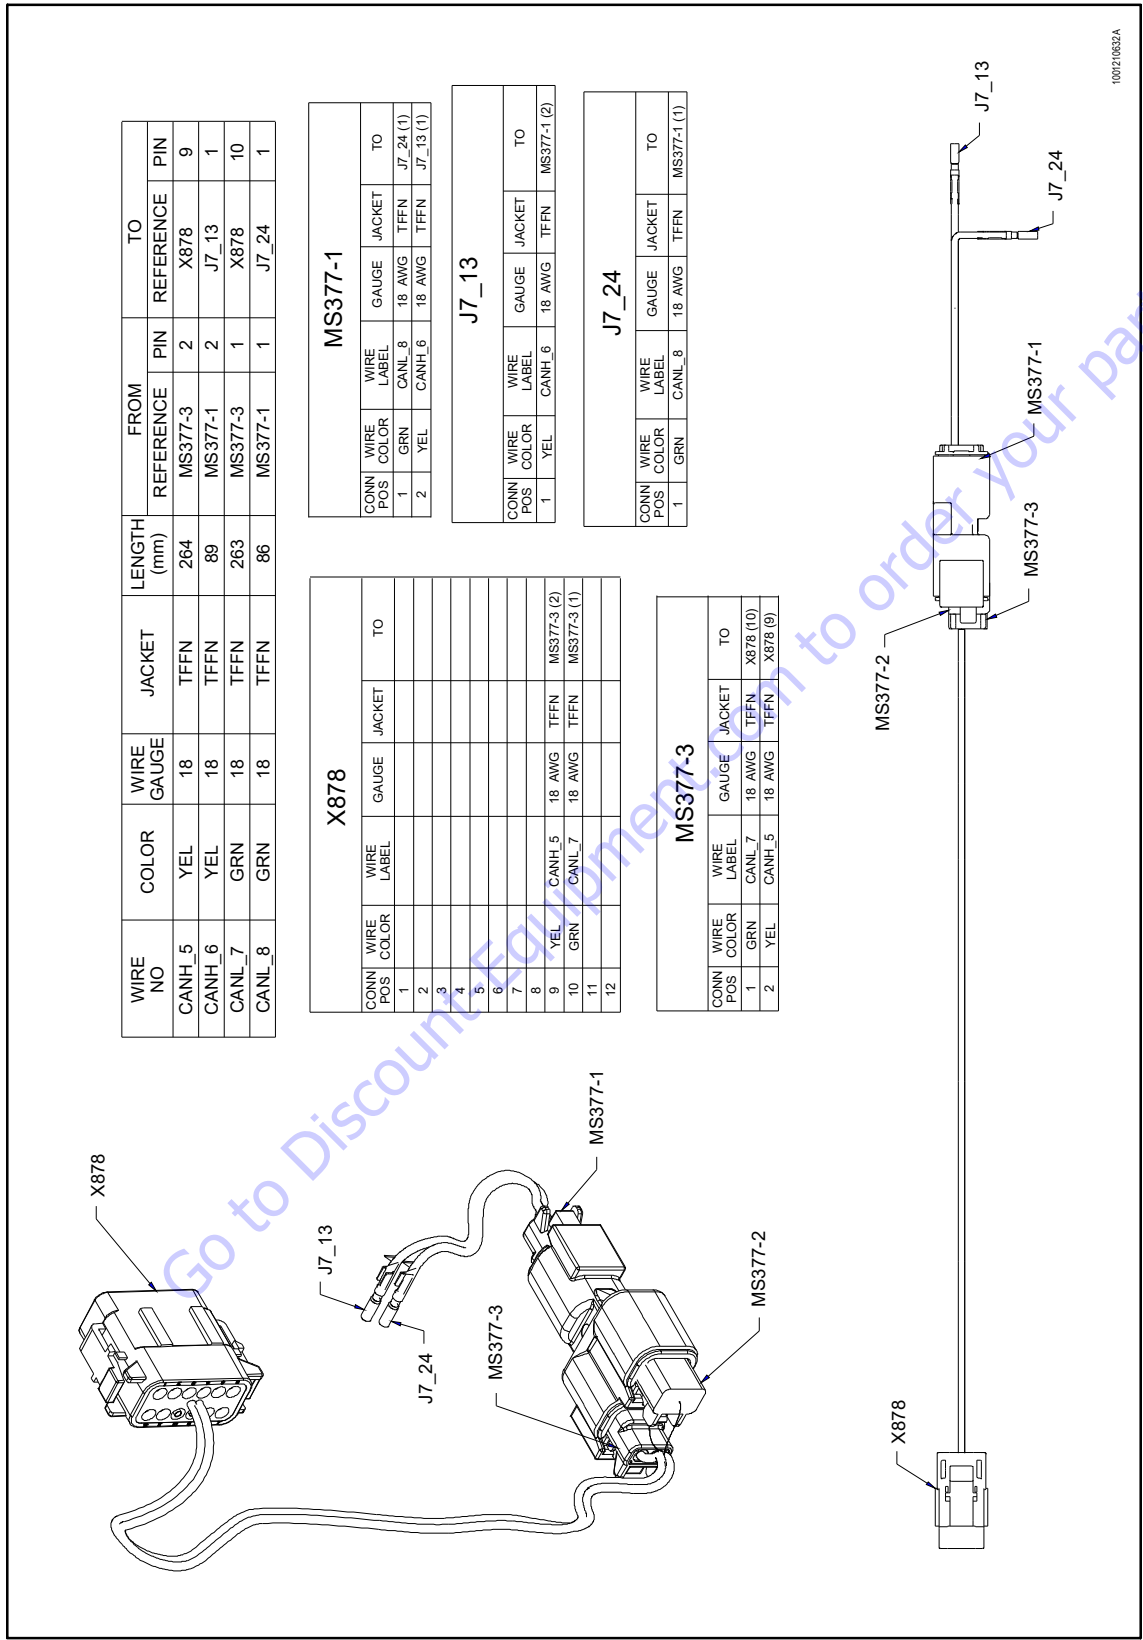 WIRE NO COLOR WIRE GAUGE JACKET LENGTH (mm) FROM TO
REFERENCE PIN REFERENCE PIN
CANH_5 YEL 18 TFFN 264 MS377-3 2 X878 9
CANH_6 YEL 18 TFFN 89 MS377-1 2 J7_13 1
CANL_7 GRN 18 TFFN 263 MS377-3 1 X878 10
CANL_8 GRN 18 TFFN 86 MS377-1 1 J7_24 1
X878
CONN POS WIRE COLOR WIRE LABEL GAUGE JACKET TO
1
2
3
4
5
6
7
8
9 YEL CANH_5 18 AWG TFFN MS377-3 (2)
10 GRN CANL_7 18 AWG TFFN MS377-3 (1)
11
12
MS377-1
CONN POS WIRE COLOR WIRE LABEL GAUGE JACKET TO
1 GRN CANL_8 18 AWG TFFN J7_24 (1)
2 YEL CANH_6 18 AWG TFFN J7_13 (1)
J7_13
CONN POS WIRE COLOR WIRE LABEL GAUGE JACKET TO
1 YEL CANH_6 18 AWG TFFN MS377-1 (2)
J7_24
CONN POS WIRE COLOR WIRE LABEL GAUGE JACKET TO
1 GRN CANL_8 18 AWG TFFN MS377-1 (1)
MS377-3
CONN POS WIRE COLOR WIRE LABEL GAUGE JACKET TO
1 GRN CANL_7 18 AWG TFFN X878 (10)
2 YEL CANH_5 18 AWG TFFN X878 (9)
X878
J7_13
J7_24
MS377-3
MS377-1
MS377-2
X878
MS377-2
MS377-3
MS377-1
J7_24
J7_13
1001210632A
Go to Discount-Equipment.com to order your